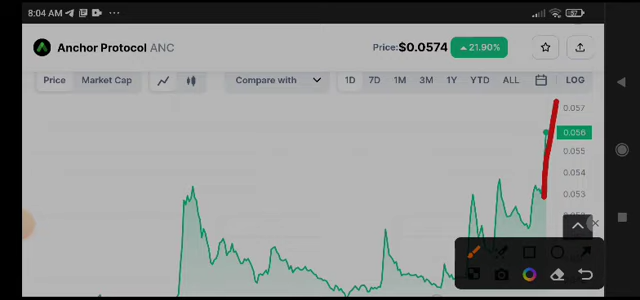 8:04 AM
57
Anchor Protocol ANC
Price: $0.0574 21.90%
Price Market Cap Compare with 1D 7D 1M 3M 1Y YTD ALL LOG
0.057
0.056
0.055
0.054
0.053